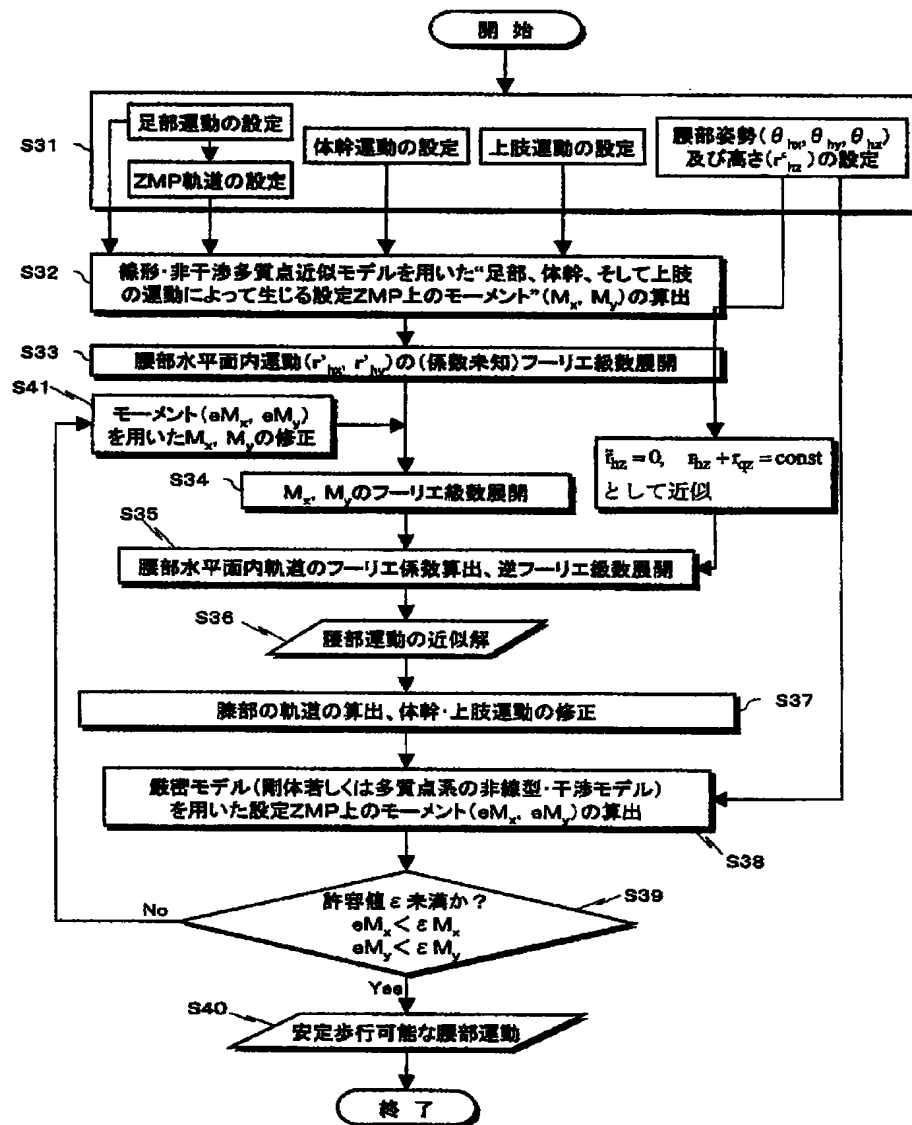 開始
S31
足部運動の設定
ZMP軌道の設定
体幹運動の設定
上肢運動の設定
腰部姿勢(θhx, θhy, θhz)
及び高さ(r'hz)の設定
S32
線形・非干渉多質点近似モデルを用いた“足部、体幹、そして上肢
の運動によって生じる設定ZMP上のモーメント”(Mx, My)の算出
S33
腰部水平面内運動(r'hx, r'hy)の(係数未知)フーリエ級数展開
S41
モーメント(eMx, eMy)
を用いたMx, Myの修正
r̈hz=0, rhz+rqz=const
として近似
S34
Mx, Myのフーリエ級数展開
S35
腰部水平面内軌道のフーリエ係数算出、逆フーリエ級数展開
S36
腰部運動の近似解
S37
膝部の軌道の算出、体幹・上肢運動の修正
厳密モデル(剛体若しくは多質点系の非線型・干渉モデル)
を用いた設定ZMP上のモーメント(eMx, eMy)の算出
S38
S39
許容値ε未満か?
eMx<εMx
eMy<εMy
No
Yes
S40
安定歩行可能な腰部運動
終了